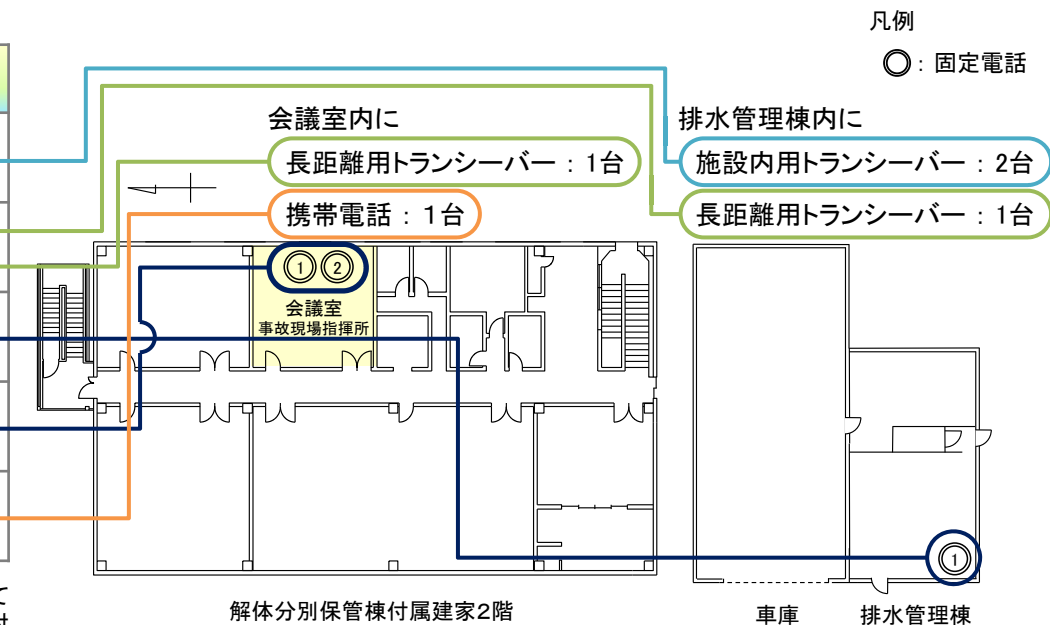 凡例
◎：固定電話
会議室内に
長距離用トランシーバー：1台
携帯電話：1台
排水管理棟内に
施設内用トランシーバー：2台
長距離用トランシーバー：1台
① ②
会議室
事故現場指揮所
①
解体分別保管棟付属建家2階
車庫
排水管理棟